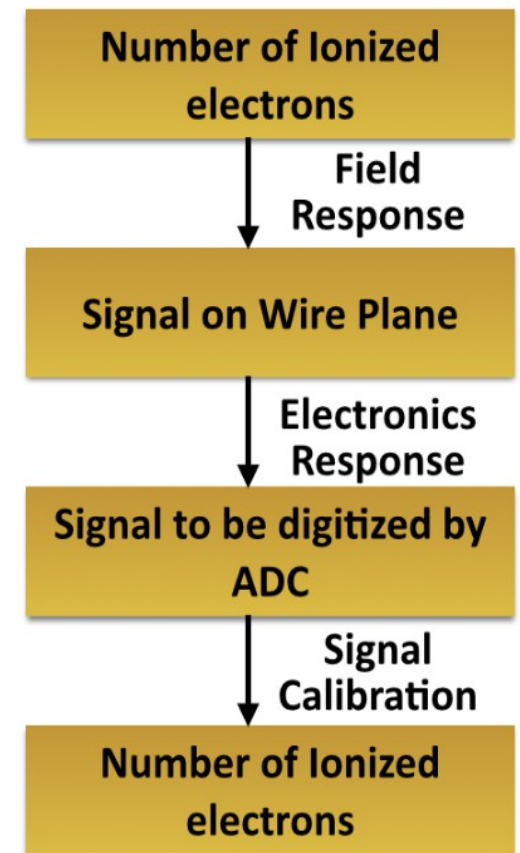 Number of Ionized
electrons
Field
Response
Signal on Wire Plane
Electronics
Response
Signal to be digitized by
ADC
Signal
Calibration
Number of Ionized
electrons